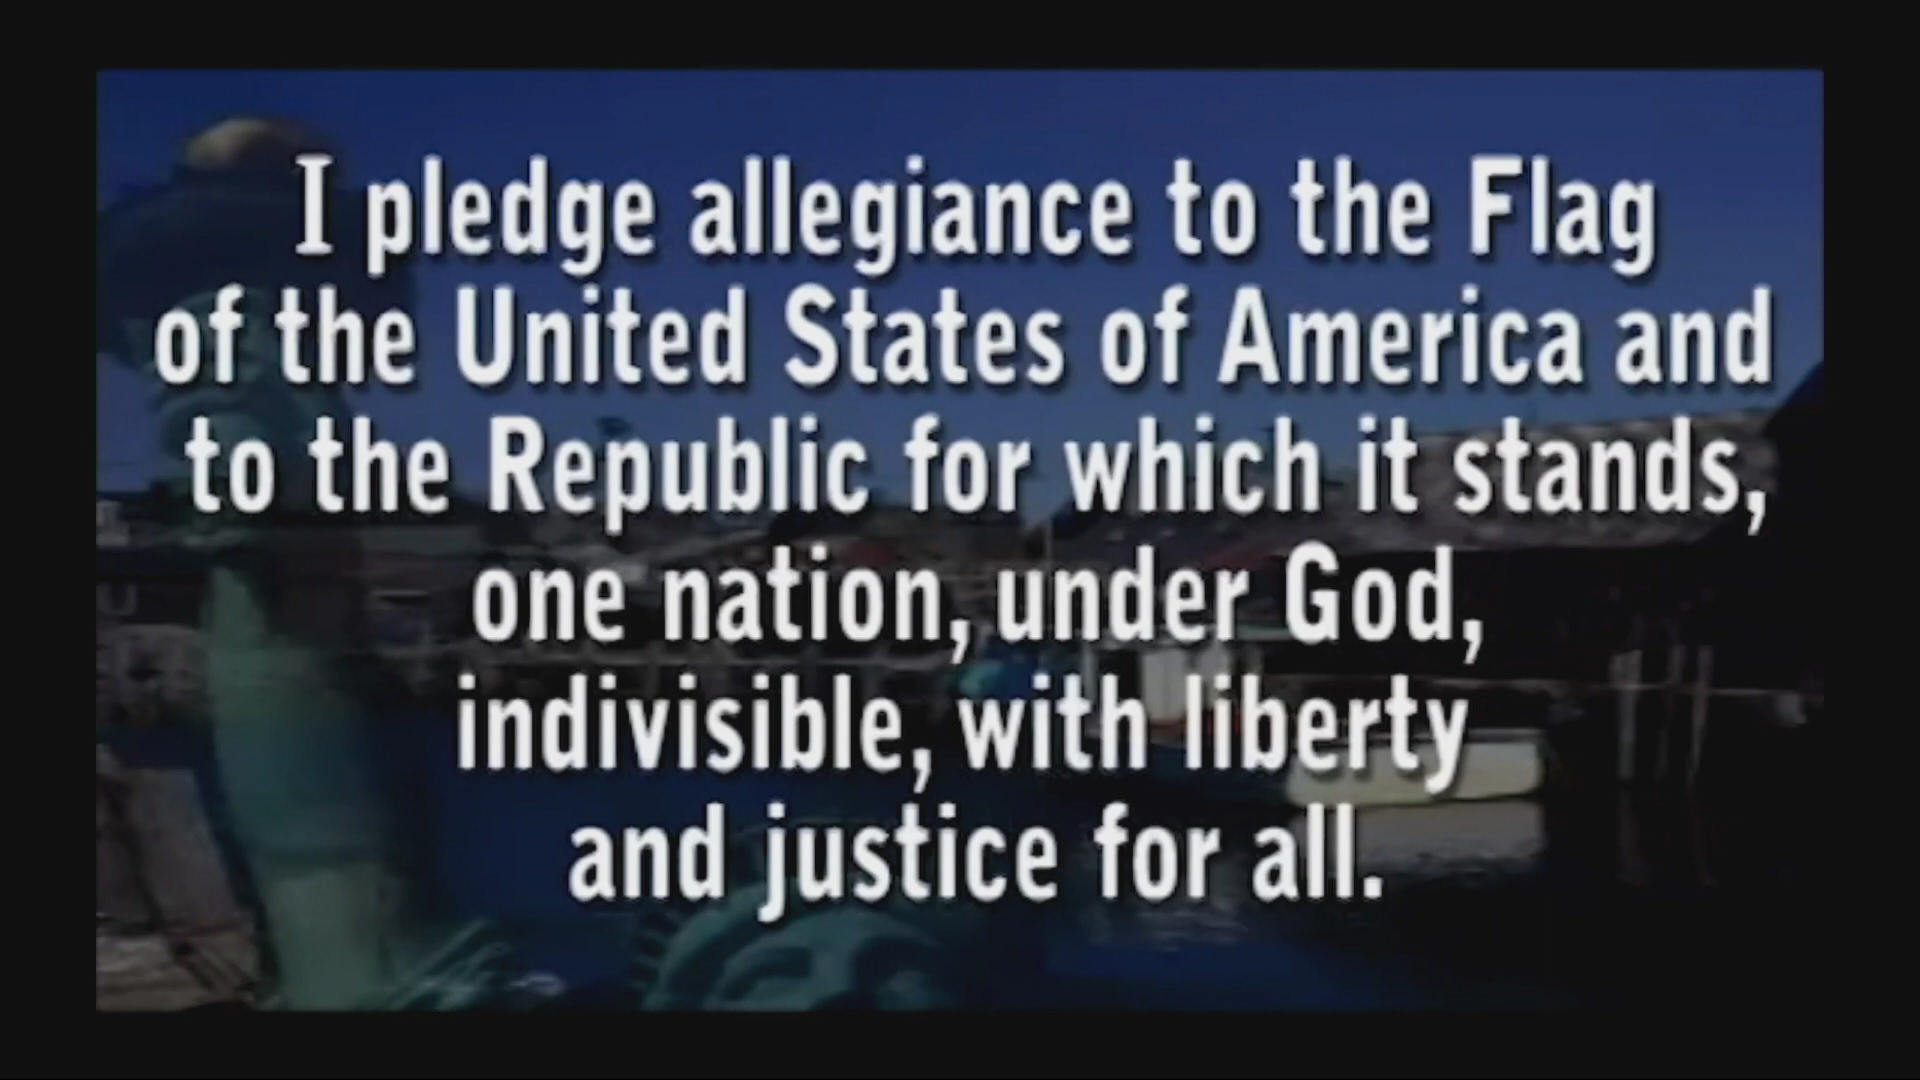 I pledge allegiance to the Flag
of the United States of America and
to the Republic for which it stands,
one nation, under God,
indivisible, with liberty
and justice for all.